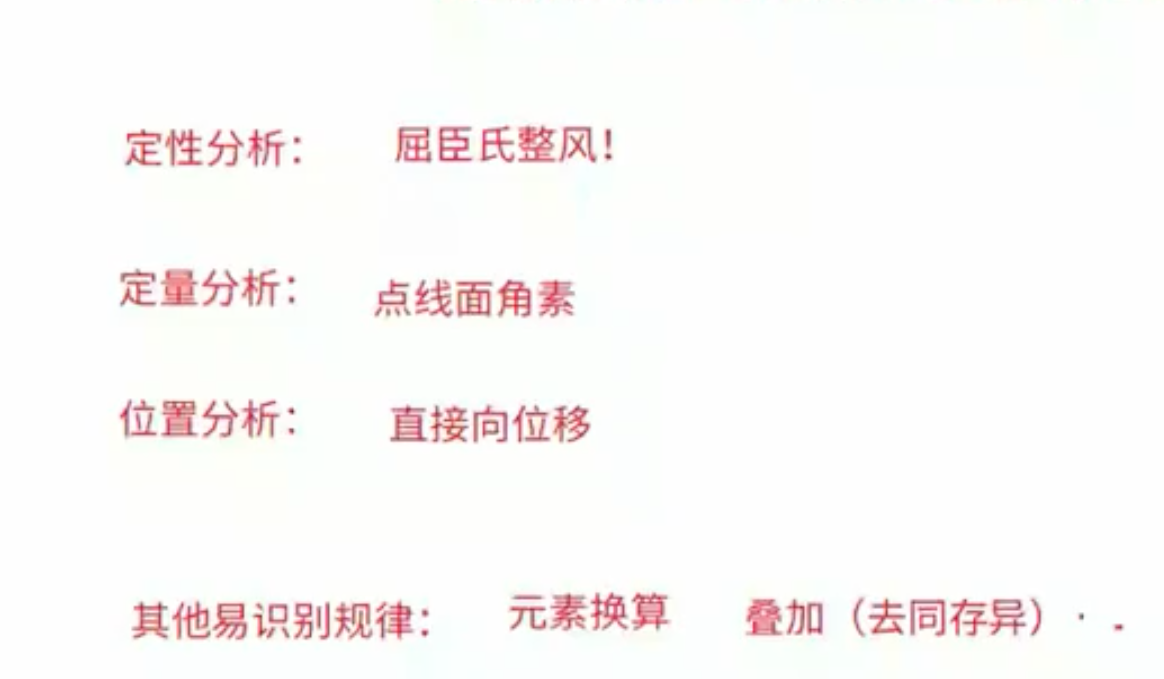 定性分析： 屈臣氏整风！
定量分析： 点线面角素
位置分析： 直接向位移
其他易识别规律： 元素换算 叠加（去同存异）